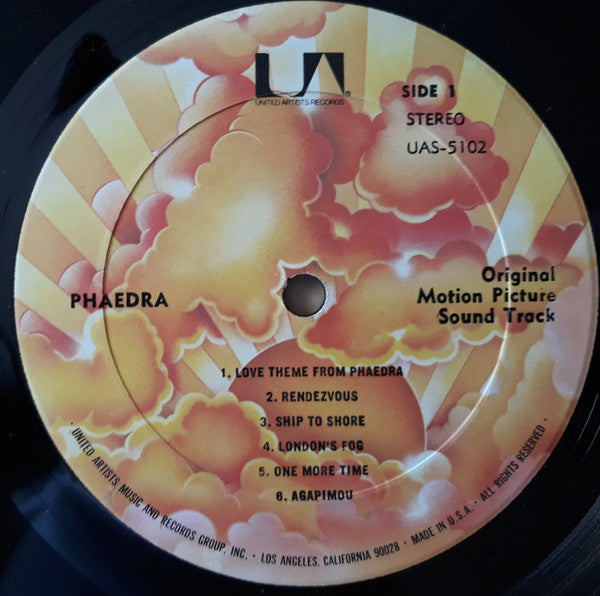 UA
UNITED ARTISTS RECORDS
SIDE 1
STEREO
UAS-5102
PHAEDRA
Original
Motion Picture
Sound Track
1. LOVE THEME FROM PHAEDRA
2. RENDEZVOUS
3. SHIP TO SHORE
4. LONDON'S FOG
5. ONE MORE TIME
6. AGAPIMOU
· UNITED ARTISTS MUSIC AND RECORDS GROUP, INC. · LOS ANGELES, CALIFORNIA 90028 · MADE IN U.S.A. · ALL RIGHTS RESERVED ·